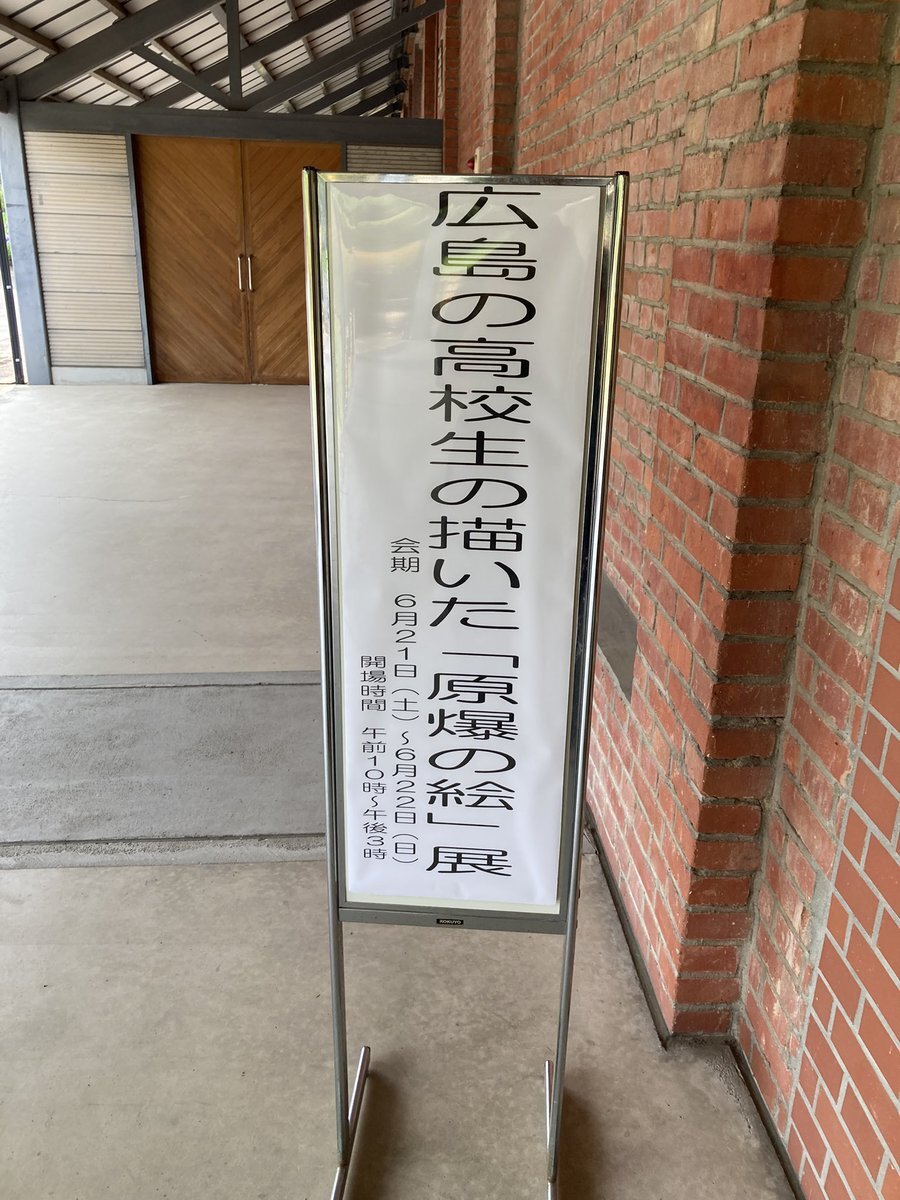 広島の高校生の描いた「原爆の絵」展
会期　６月２１日（土）～６月２２日（日）
開場時間　午前１０時～午後３時
KOKUYO